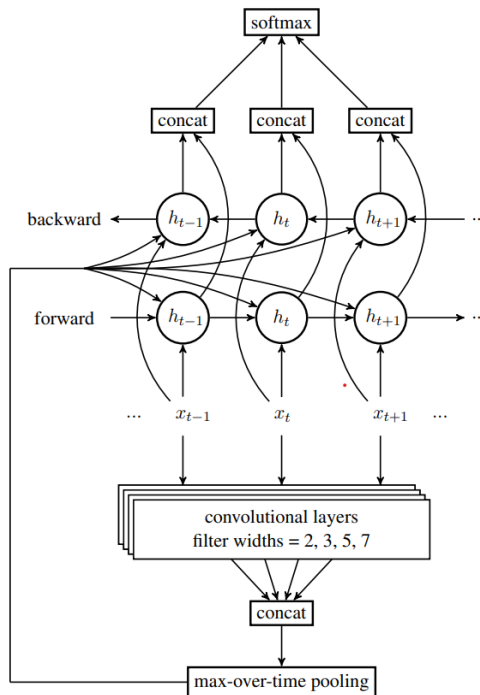 softmax
concat concat concat
backward h_{t−1} h_t h_{t+1} ...
forward h_{t−1} h_t h_{t+1} ...
... x_{t−1} x_t x_{t+1} ...
convolutional layers
filter widths = 2, 3, 5, 7
concat
max-over-time pooling